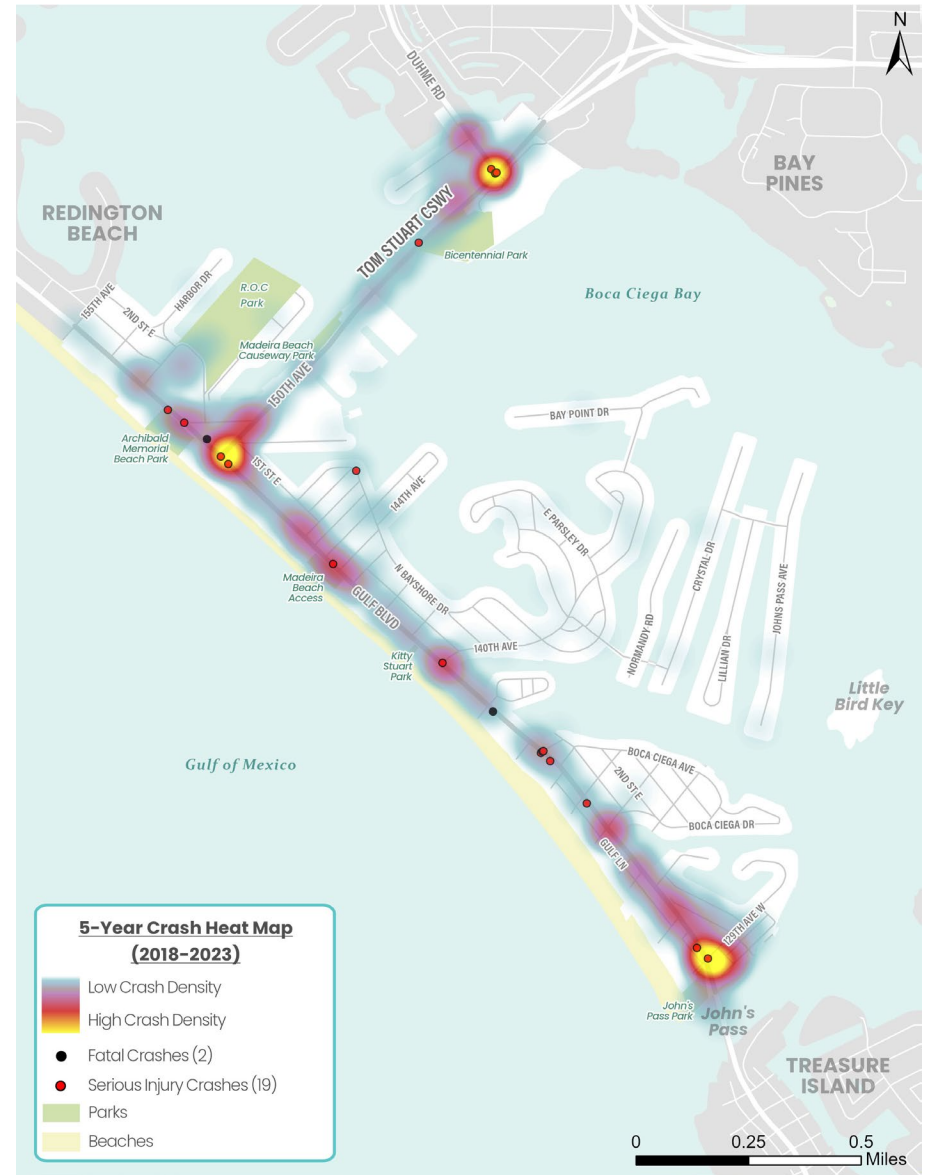 N
DUHME RD
BAY
PINES
REDINGTON
BEACH
TOM STUART CSWY
Bicentennial Park
HARBOR DR
R.O.C
Park
Boca Ciega Bay
155TH AVE
2ND ST E
Madeira Beach
Causeway Park
150TH AVE
BAY POINT DR
Archibald
Memorial
Beach Park
1ST ST E
144TH AVE
E PARSLEY DR
CRYSTAL DR
JOHNS PASS AVE
Madeira
Beach
Access
GULF BLVD
N BAYSHORE DR
NORMANDY RD
LILLIAN DR
140TH AVE
Kitty
Stuart
Park
Little
Bird Key
Gulf of Mexico
BOCA CIEGA AVE
2ND ST E
BOCA CIEGA DR
GULF LN
129TH AVE W
John's
Pass Park
John's
Pass
TREASURE
ISLAND
5-Year Crash Heat Map
(2018-2023)
Low Crash Density
High Crash Density
Fatal Crashes (2)
Serious Injury Crashes (19)
Parks
Beaches
0 0.25 0.5
Miles